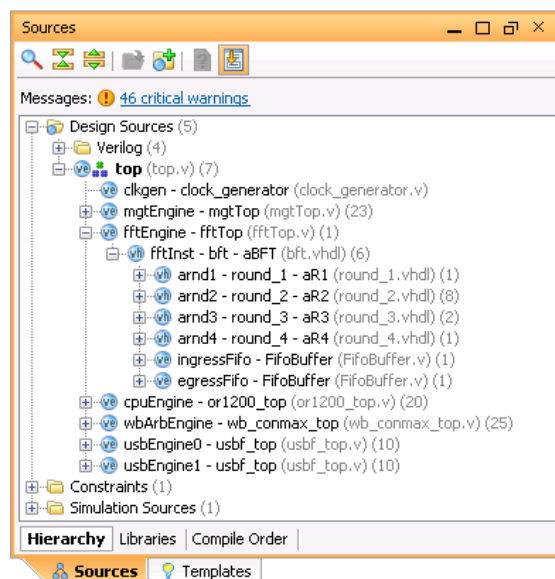 Sources
Messages: 46 critical warnings
Design Sources (5)
Verilog (4)
top (top.v) (7)
clkgen - clock_generator (clock_generator.v)
mgtEngine - mgtTop (mgtTop.v) (23)
fftEngine - fftTop (fftTop.v) (1)
fftInst - bft - aBFT (bft.vhdl) (6)
arnd1 - round_1 - aR1 (round_1.vhdl) (1)
arnd2 - round_2 - aR2 (round_2.vhdl) (8)
arnd3 - round_3 - aR3 (round_3.vhdl) (2)
arnd4 - round_4 - aR4 (round_4.vhdl) (1)
ingressFifo - FifoBuffer (FifoBuffer.v) (1)
egressFifo - FifoBuffer (FifoBuffer.v) (1)
cpuEngine - or1200_top (or1200_top.v) (20)
wbArbEngine - wb_conmax_top (wb_conmax_top.v) (25)
usbEngine0 - usbf_top (usbf_top.v) (10)
usbEngine1 - usbf_top (usbf_top.v) (10)
Constraints (1)
Simulation Sources (1)
Hierarchy Libraries Compile Order
Sources Templates